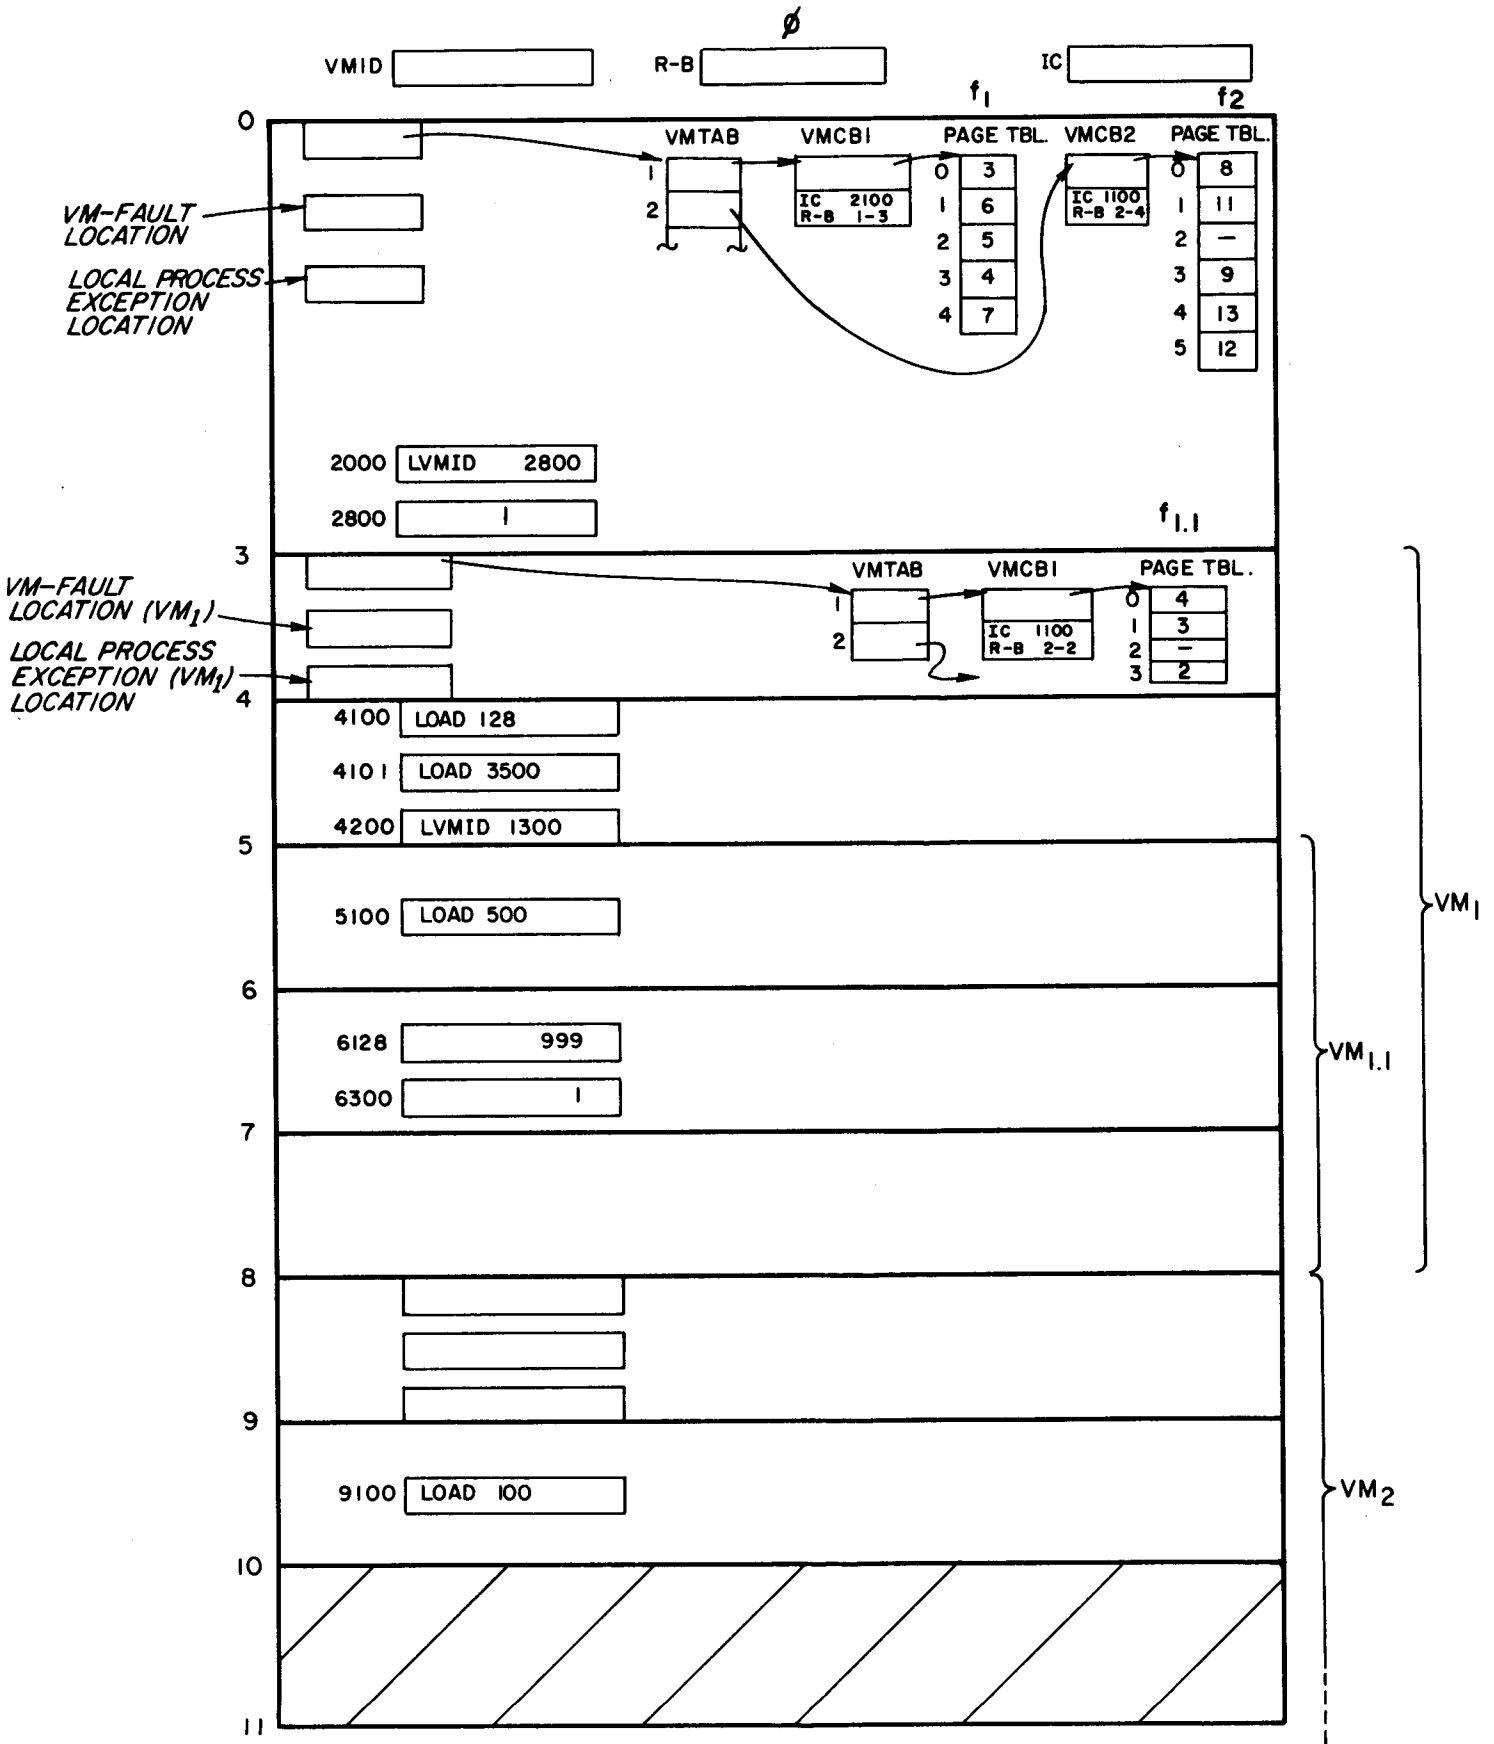 ø
VMID
R-B
IC
f1
f2
0
VMTAB
VMCB1
PAGE TBL.
VMCB2
PAGE TBL.
1
2
IC 2100
R-B 1-3
0 3
1 6
2 5
3 4
4 7
IC 1100
R-B 2-4
0 8
1 11
2 —
3 9
4 13
5 12
VM-FAULT
LOCATION
LOCAL PROCESS
EXCEPTION
LOCATION
2000 LVMID 2800
2800 1
f1.1
3
VMTAB
VMCB1
PAGE TBL.
1
2
IC 1100
R-B 2-2
0 4
1 3
2 -
3 2
VM-FAULT
LOCATION (VM1)
LOCAL PROCESS
EXCEPTION (VM1)
LOCATION
4
4100 LOAD 128
4101 LOAD 3500
4200 LVMID 1300
5
5100 LOAD 500
VM1
6
6128 999
VM1.1
6300 1
7
8
9
9100 LOAD 100
VM2
10
11